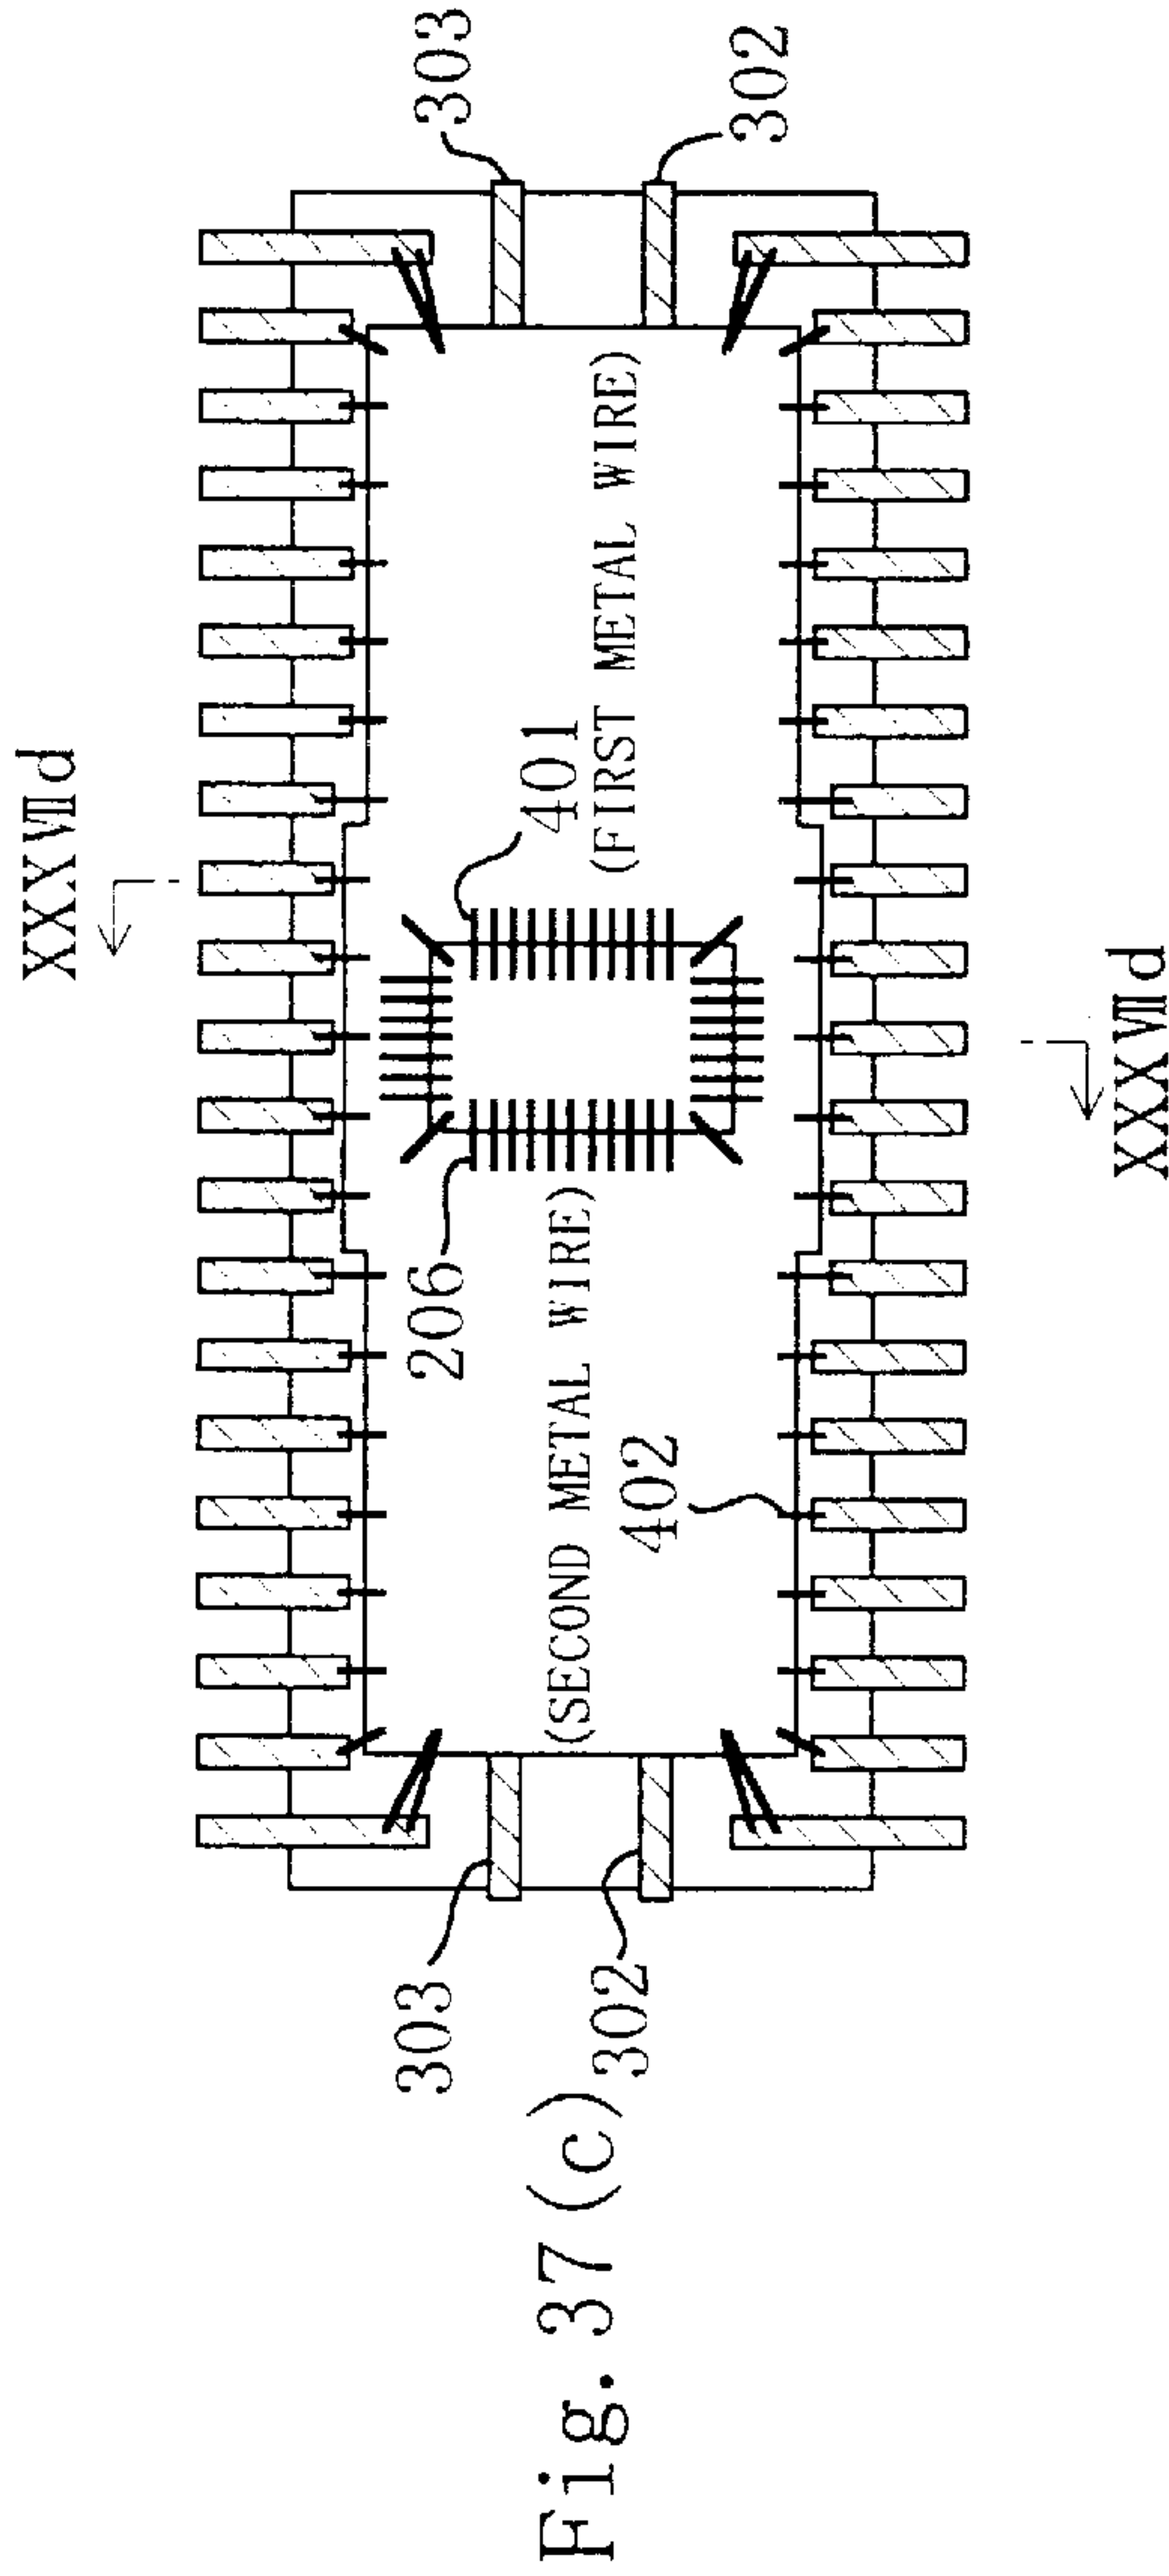 XXXVⅡd
XXXVⅡd
303
206
401
303
(SECOND METAL WIRE)
(FIRST METAL WIRE)
302
402
302
Fig. 37 (c)